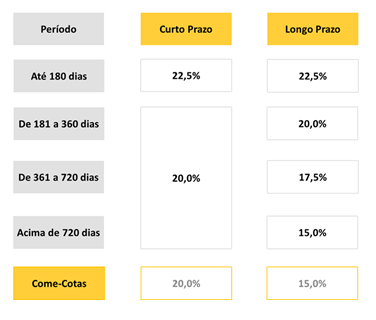 Período Curto Prazo Longo Prazo
Até 180 dias 22,5% 22,5%
De 181 a 360 dias 20,0%
De 361 a 720 dias 20,0% 17,5%
Acima de 720 dias 15,0%
Come-Cotas 20,0% 15,0%